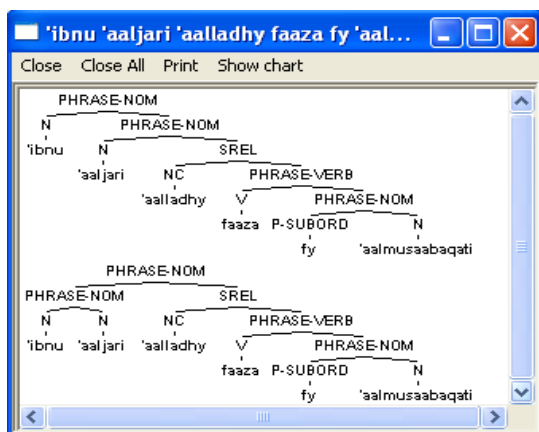 'ibnu 'aaljari 'aalladhy faaza fy 'aal...
Close Close All Print Show chart
PHRASE-NOM
N PHRASE-NOM
'ibnu N SREL
'aaljari NC PHRASE-VERB
'aalladhy V PHRASE-NOM
faaza P-SUBORD N
fy 'aalmusaabaqati
PHRASE-NOM
PHRASE-NOM SREL
N N NC PHRASE-VERB
'ibnu 'aaljari 'aalladhy V PHRASE-NOM
faaza P-SUBORD N
fy 'aalmusaabaqati